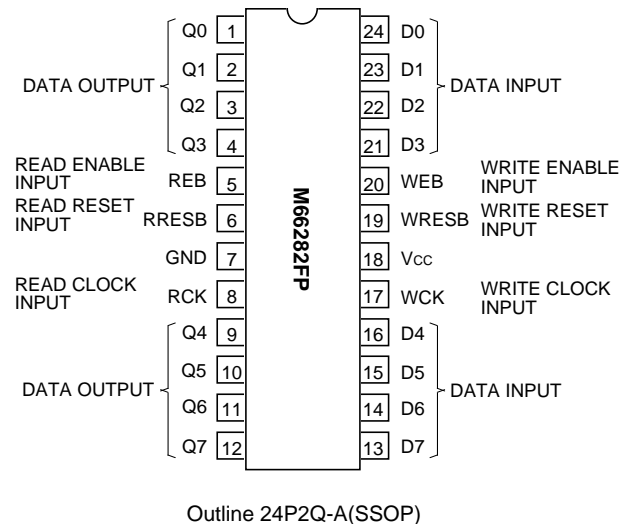 Q0 1 24 D0
Q1 2 23 D1
DATA OUTPUT DATA INPUT
Q2 3 22 D2
Q3 4 21 D3
READ ENABLE INPUT REB 5 20 WEB WRITE ENABLE INPUT
READ RESET INPUT RRESB 6 19 WRESB WRITE RESET INPUT
M66282FP
GND 7 18 Vcc
READ CLOCK INPUT RCK 8 17 WCK WRITE CLOCK INPUT
Q4 9 16 D4
Q5 10 15 D5
DATA OUTPUT DATA INPUT
Q6 11 14 D6
Q7 12 13 D7
Outline 24P2Q-A(SSOP)